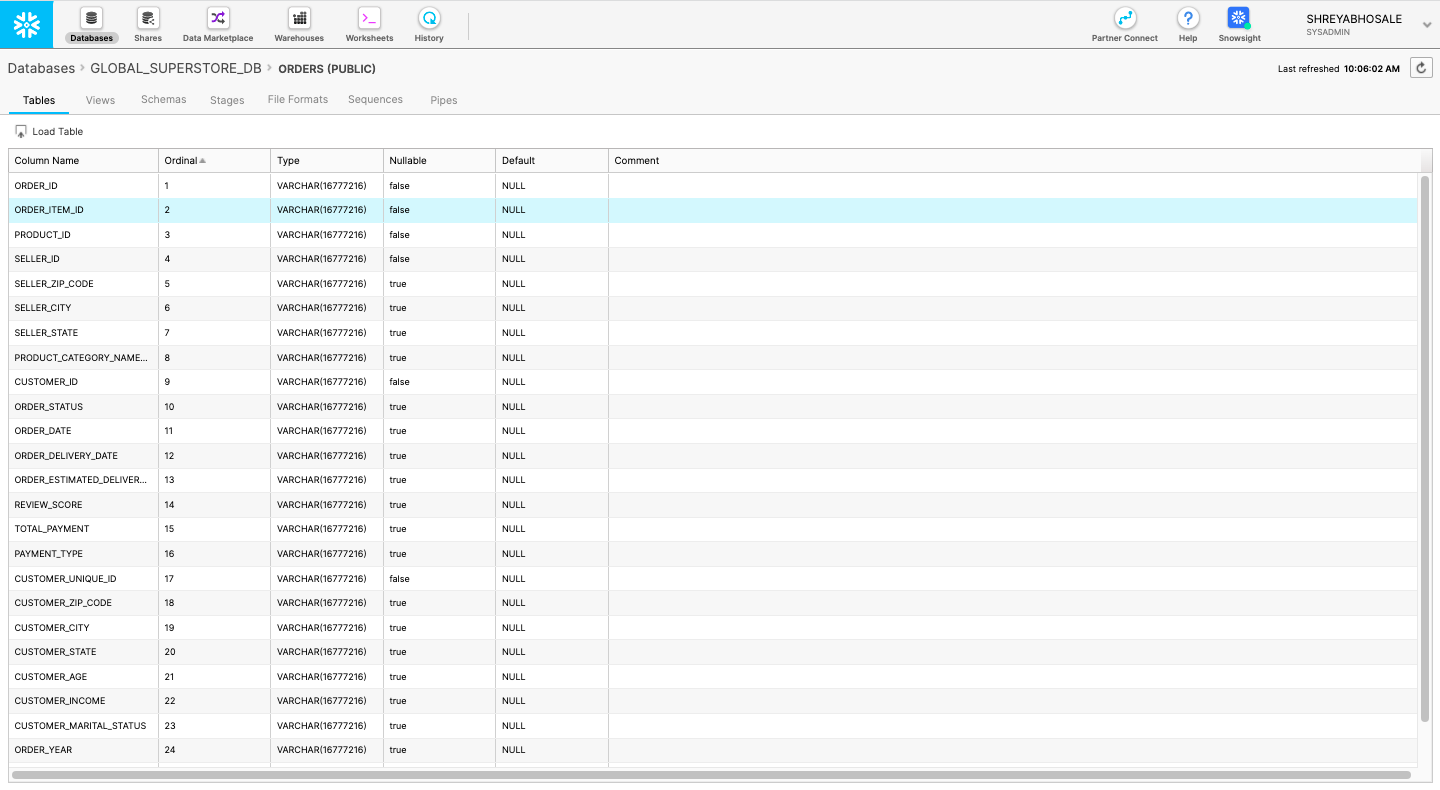 Databases Shares Data Marketplace Warehouses Worksheets History Partner Connect Help Snowsight SHREYABHOSALE
SYSADMIN
Databases > GLOBAL_SUPERSTORE_DB > ORDERS (PUBLIC) Last refreshed 10:06:02 AM
Tables Views Schemas Stages File Formats Sequences Pipes
Load Table
Column Name Ordinal Type Nullable Default Comment
ORDER_ID 1 VARCHAR(16777216) false NULL
ORDER_ITEM_ID 2 VARCHAR(16777216) false NULL
PRODUCT_ID 3 VARCHAR(16777216) false NULL
SELLER_ID 4 VARCHAR(16777216) false NULL
SELLER_ZIP_CODE 5 VARCHAR(16777216) true NULL
SELLER_CITY 6 VARCHAR(16777216) true NULL
SELLER_STATE 7 VARCHAR(16777216) true NULL
PRODUCT_CATEGORY_NAME... 8 VARCHAR(16777216) true NULL
CUSTOMER_ID 9 VARCHAR(16777216) false NULL
ORDER_STATUS 10 VARCHAR(16777216) true NULL
ORDER_DATE 11 VARCHAR(16777216) true NULL
ORDER_DELIVERY_DATE 12 VARCHAR(16777216) true NULL
ORDER_ESTIMATED_DELIVER... 13 VARCHAR(16777216) true NULL
REVIEW_SCORE 14 VARCHAR(16777216) true NULL
TOTAL_PAYMENT 15 VARCHAR(16777216) true NULL
PAYMENT_TYPE 16 VARCHAR(16777216) true NULL
CUSTOMER_UNIQUE_ID 17 VARCHAR(16777216) false NULL
CUSTOMER_ZIP_CODE 18 VARCHAR(16777216) true NULL
CUSTOMER_CITY 19 VARCHAR(16777216) true NULL
CUSTOMER_STATE 20 VARCHAR(16777216) true NULL
CUSTOMER_AGE 21 VARCHAR(16777216) true NULL
CUSTOMER_INCOME 22 VARCHAR(16777216) true NULL
CUSTOMER_MARITAL_STATUS 23 VARCHAR(16777216) true NULL
ORDER_YEAR 24 VARCHAR(16777216) true NULL